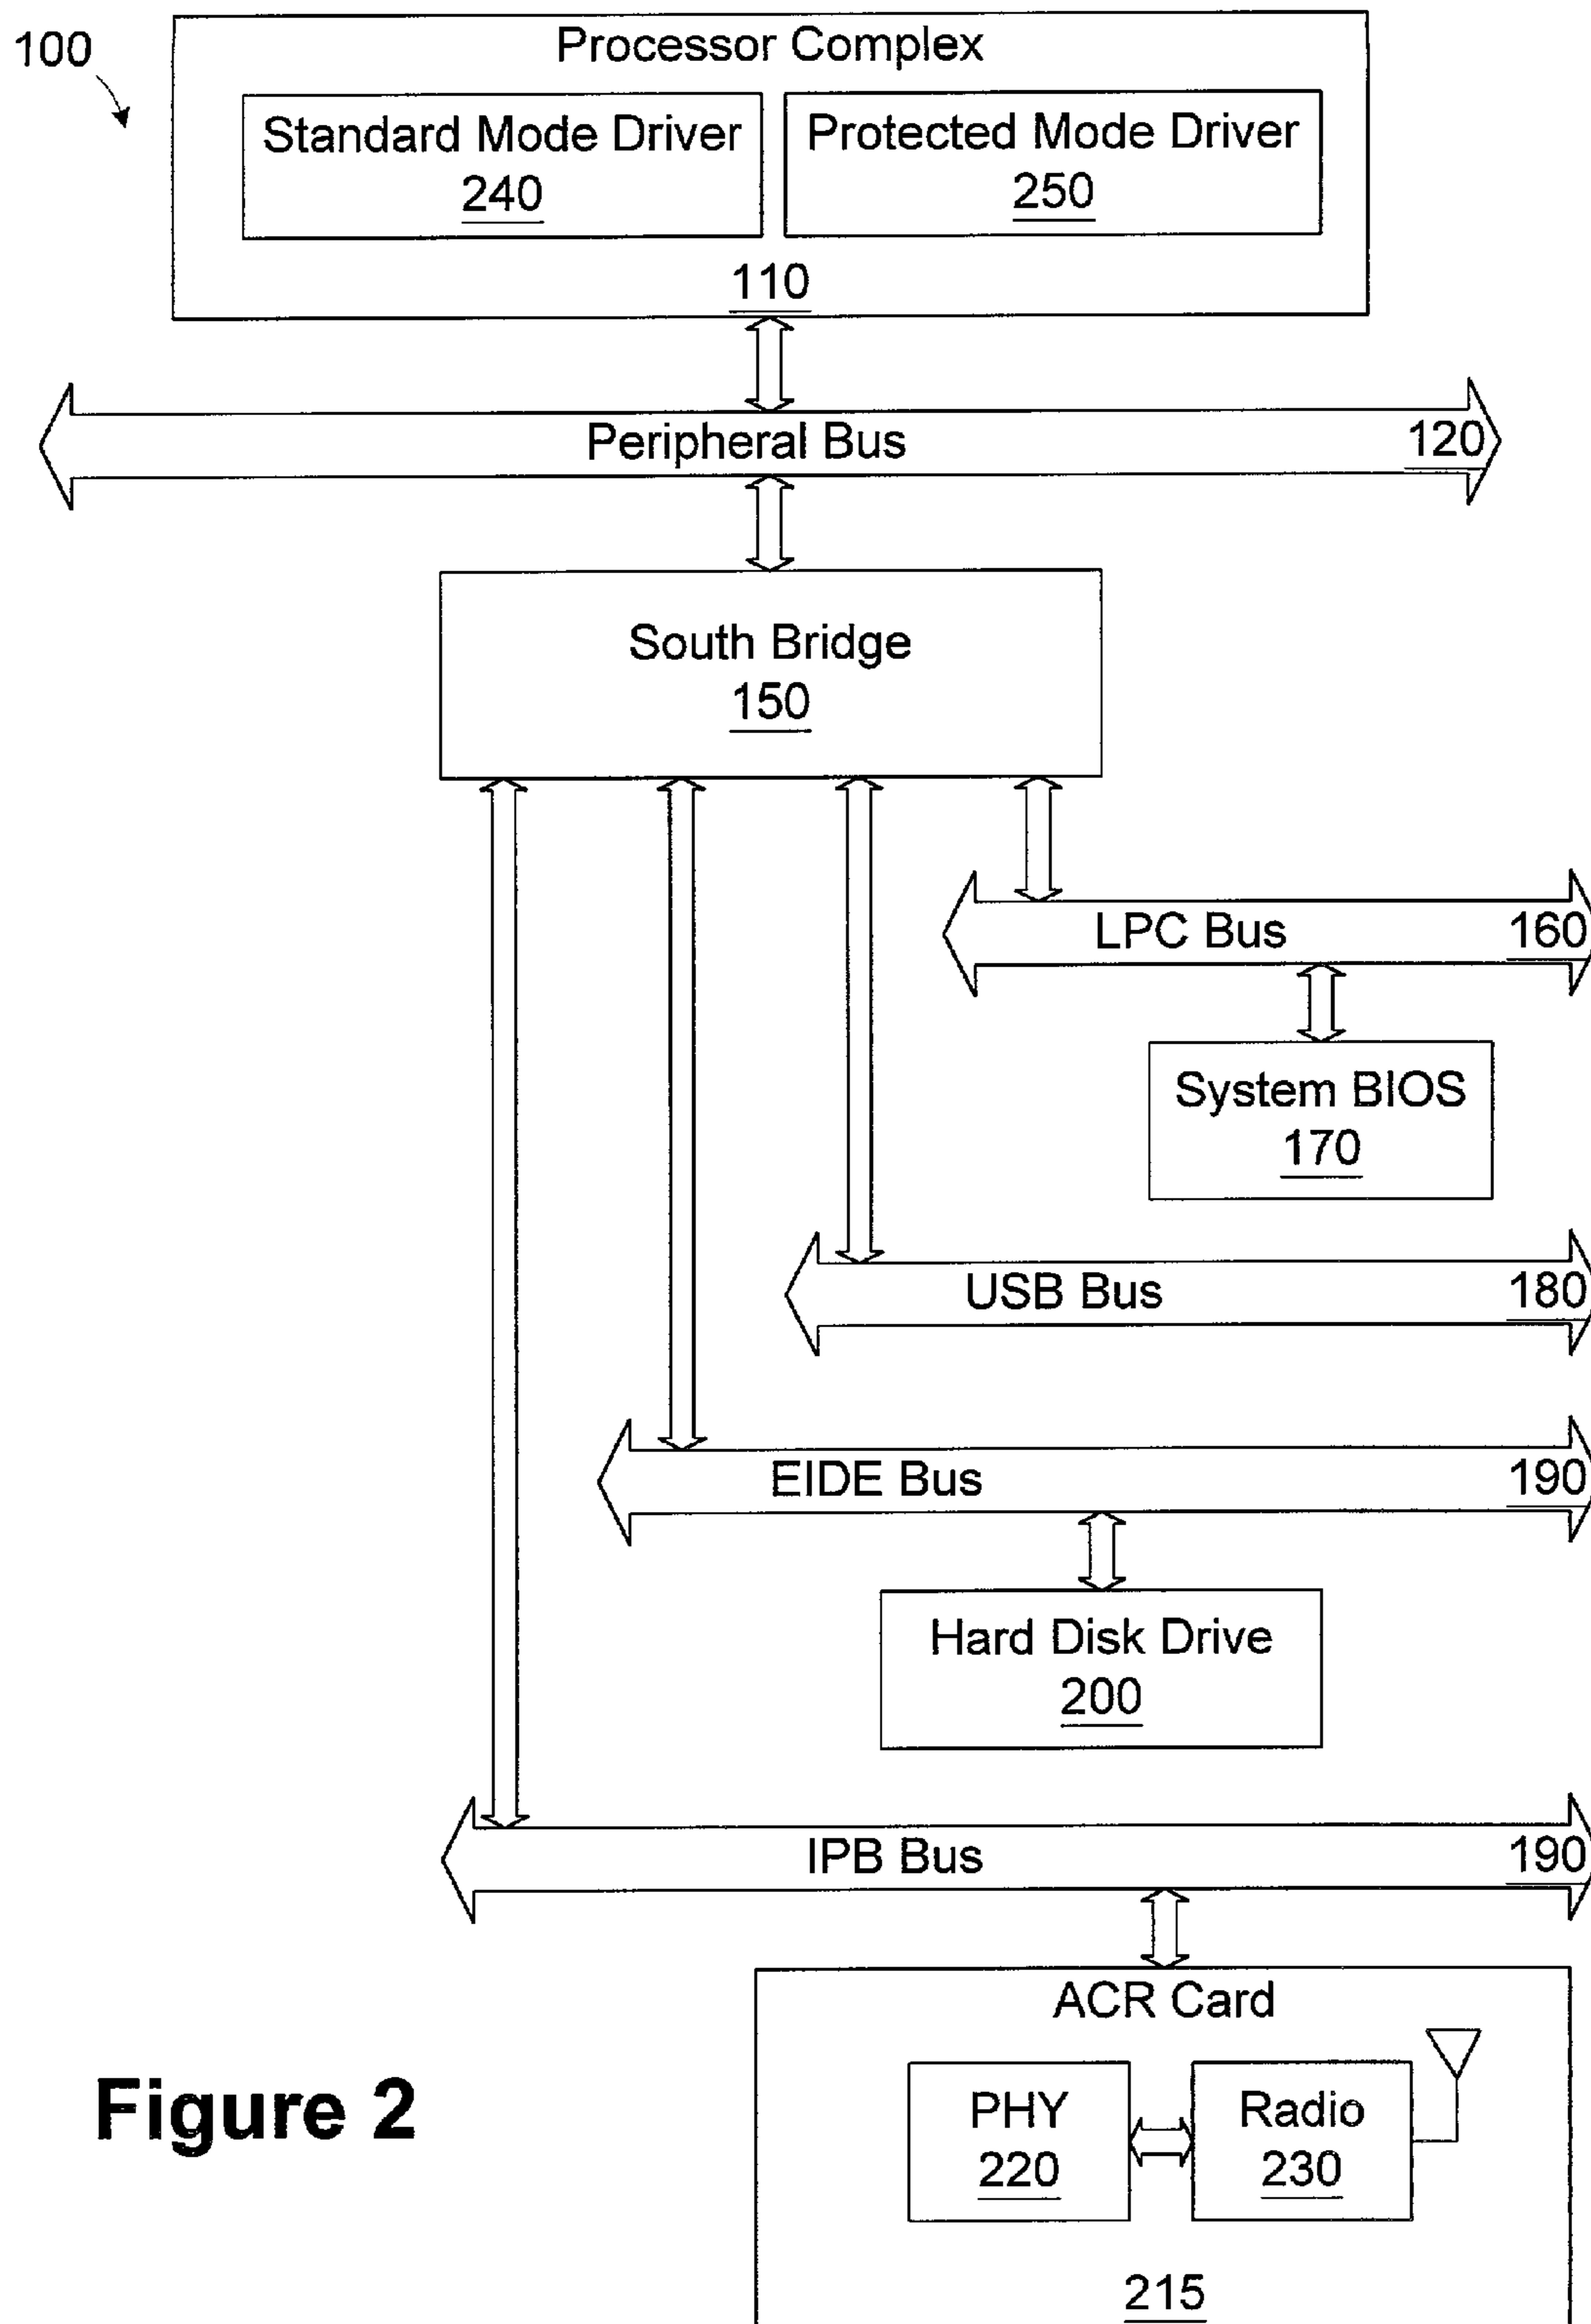 100
Processor Complex
Standard Mode Driver
240
Protected Mode Driver
250
110
Peripheral Bus
120
South Bridge
150
LPC Bus
160
System BIOS
170
USB Bus
180
EIDE Bus
190
Hard Disk Drive
200
IPB Bus
190
ACR Card
PHY
220
Radio
230
215
Figure 2